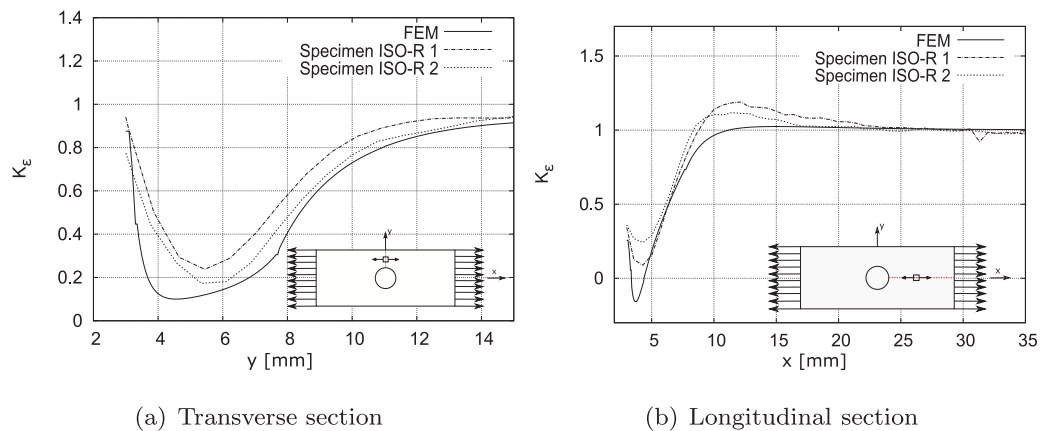 1.4
1.2
1
0.8
0.6
0.4
0.2
0
Kε
2 4 6 8 10 12 14
y [mm]
FEM
Specimen ISO-R 1
Specimen ISO-R 2
y
x
1.5
1
0.5
0
Kε
5 10 15 20 25 30 35
x [mm]
FEM
Specimen ISO-R 1
Specimen ISO-R 2
y
x
(a) Transverse section
(b) Longitudinal section